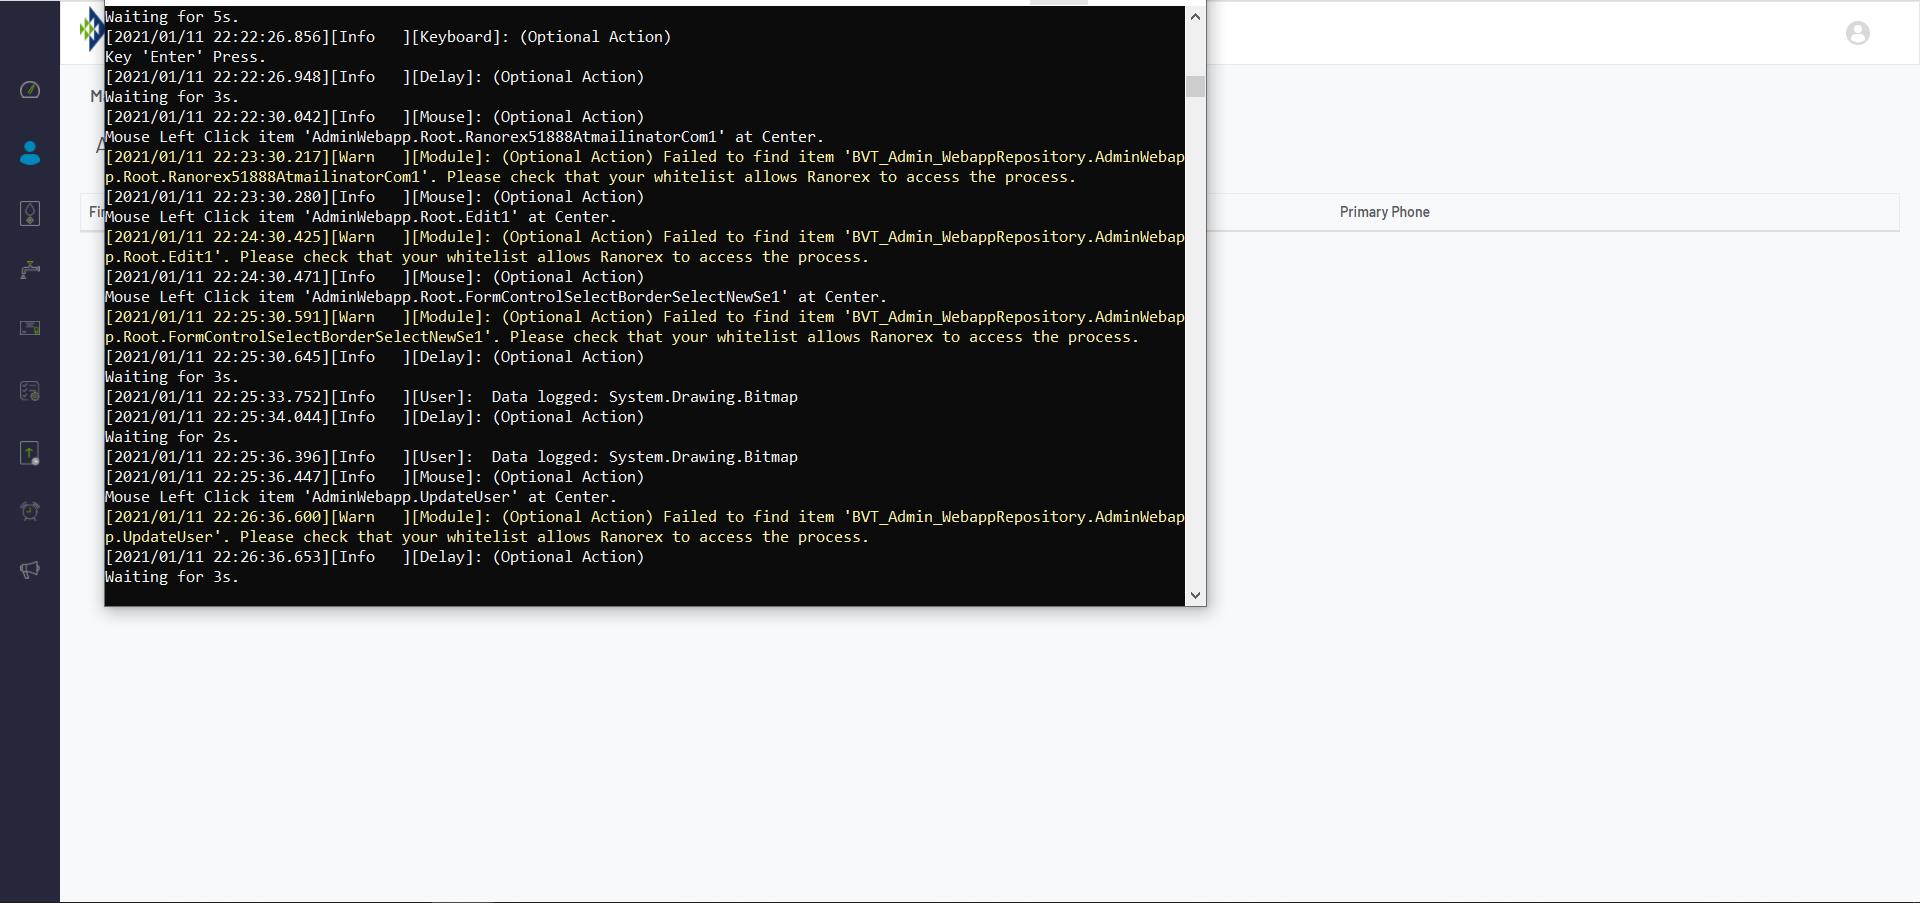 Waiting for 5s.
[2021/01/11 22:22:26.856][Info   ][Keyboard]: (Optional Action)
Key 'Enter' Press.
[2021/01/11 22:22:26.948][Info   ][Delay]: (Optional Action)
Waiting for 3s.
[2021/01/11 22:22:30.042][Info   ][Mouse]: (Optional Action)
Mouse Left Click item 'AdminWebapp.Root.Ranorex51888AtmailinatorCom1' at Center.
[2021/01/11 22:23:30.217][Warn   ][Module]: (Optional Action) Failed to find item 'BVT_Admin_WebappRepository.AdminWebap
p.Root.Ranorex51888AtmailinatorCom1'. Please check that your whitelist allows Ranorex to access the process.
[2021/01/11 22:23:30.280][Info   ][Mouse]: (Optional Action)
Mouse Left Click item 'AdminWebapp.Root.Edit1' at Center.
[2021/01/11 22:24:30.425][Warn   ][Module]: (Optional Action) Failed to find item 'BVT_Admin_WebappRepository.AdminWebap
p.Root.Edit1'. Please check that your whitelist allows Ranorex to access the process.
[2021/01/11 22:24:30.471][Info   ][Mouse]: (Optional Action)
Mouse Left Click item 'AdminWebapp.Root.FormControlSelectBorderSelectNewSe1' at Center.
[2021/01/11 22:25:30.591][Warn   ][Module]: (Optional Action) Failed to find item 'BVT_Admin_WebappRepository.AdminWebap
p.Root.FormControlSelectBorderSelectNewSe1'. Please check that your whitelist allows Ranorex to access the process.
[2021/01/11 22:25:30.645][Info   ][Delay]: (Optional Action)
Waiting for 3s.
[2021/01/11 22:25:33.752][Info   ][User]:  Data logged: System.Drawing.Bitmap
[2021/01/11 22:25:34.044][Info   ][Delay]: (Optional Action)
Waiting for 2s.
[2021/01/11 22:25:36.396][Info   ][User]:  Data logged: System.Drawing.Bitmap
[2021/01/11 22:25:36.447][Info   ][Mouse]: (Optional Action)
Mouse Left Click item 'AdminWebapp.UpdateUser' at Center.
[2021/01/11 22:26:36.600][Warn   ][Module]: (Optional Action) Failed to find item 'BVT_Admin_WebappRepository.AdminWebap
p.UpdateUser'. Please check that your whitelist allows Ranorex to access the process.
[2021/01/11 22:26:36.653][Info   ][Delay]: (Optional Action)
Waiting for 3s.
Primary Phone